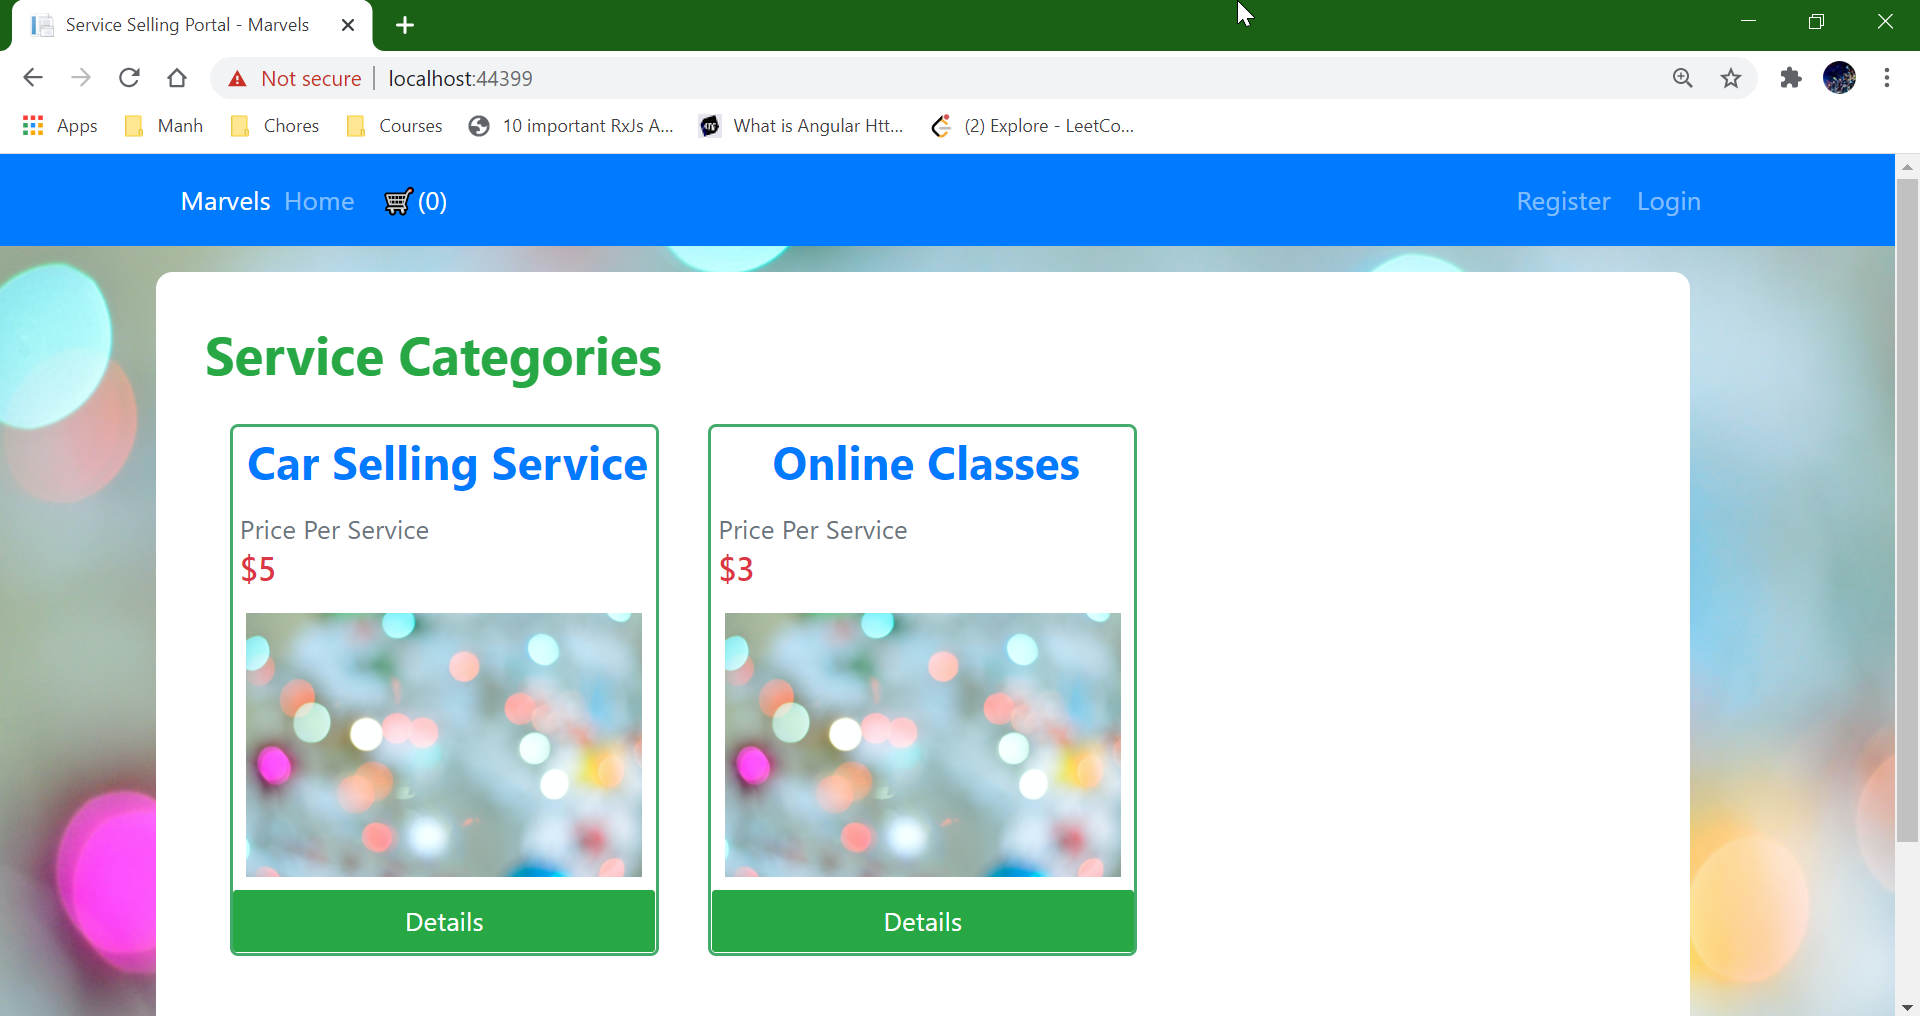 Service Selling Portal - Marvels
Not secure localhost:44399
Apps Manh Chores Courses 10 important RxJs A... What is Angular Htt... (2) Explore - LeetCo...
Marvels Home (0) Register Login
Service Categories
Car Selling Service
Price Per Service
$5
Details
Online Classes
Price Per Service
$3
Details